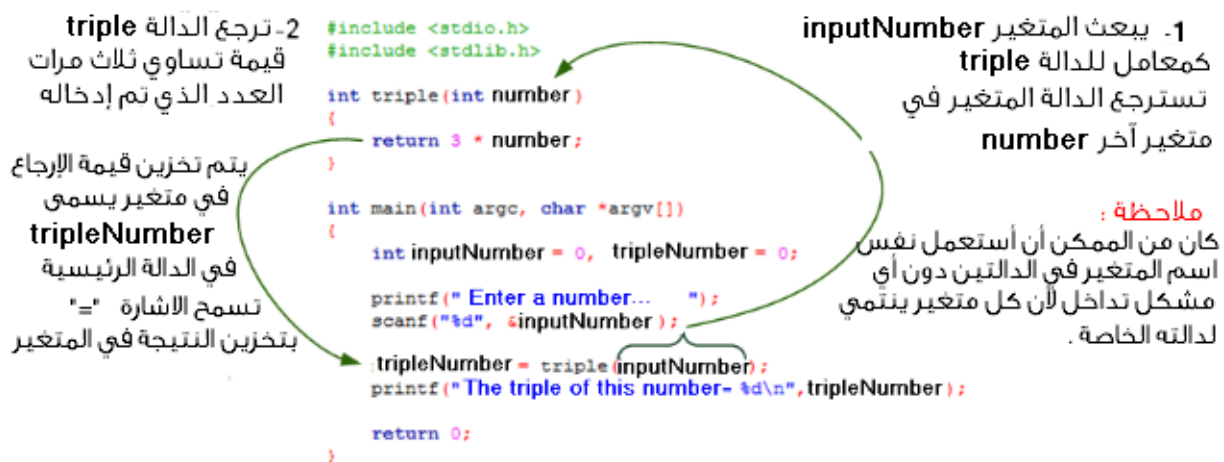 1. يبعث المتغير inputNumber
كمعامل للدالة triple
تسترجع الدالة المتغير في
متغير آخر number
ملاحظة :
كان من الممكن أن أستعمل نفس
اسم المتغير في الدالتين دون أي
مشكل تداخل لأن كل متغير ينتمي
لدالته الخاصة .
#include <stdio.h>
#include <stdlib.h>
int triple(int number)
{
return 3 * number;
}
int main(int argc, char *argv[])
{
int inputNumber = 0, tripleNumber = 0;
printf(" Enter a number... ");
scanf("%d", &inputNumber);
tripleNumber = triple(inputNumber);
printf("The triple of this number= %d\n",tripleNumber);
return 0;
}
2- ترجع الدالة triple
قيمة تساوي ثلاث مرات
العدد الذي تم إدخاله
يتم تخزين قيمة الإرجاع
في متغير يسمى
tripleNumber
في الدالة الرئيسية
تسمح الاشارة "="
بتخزين النتيجة في المتغير